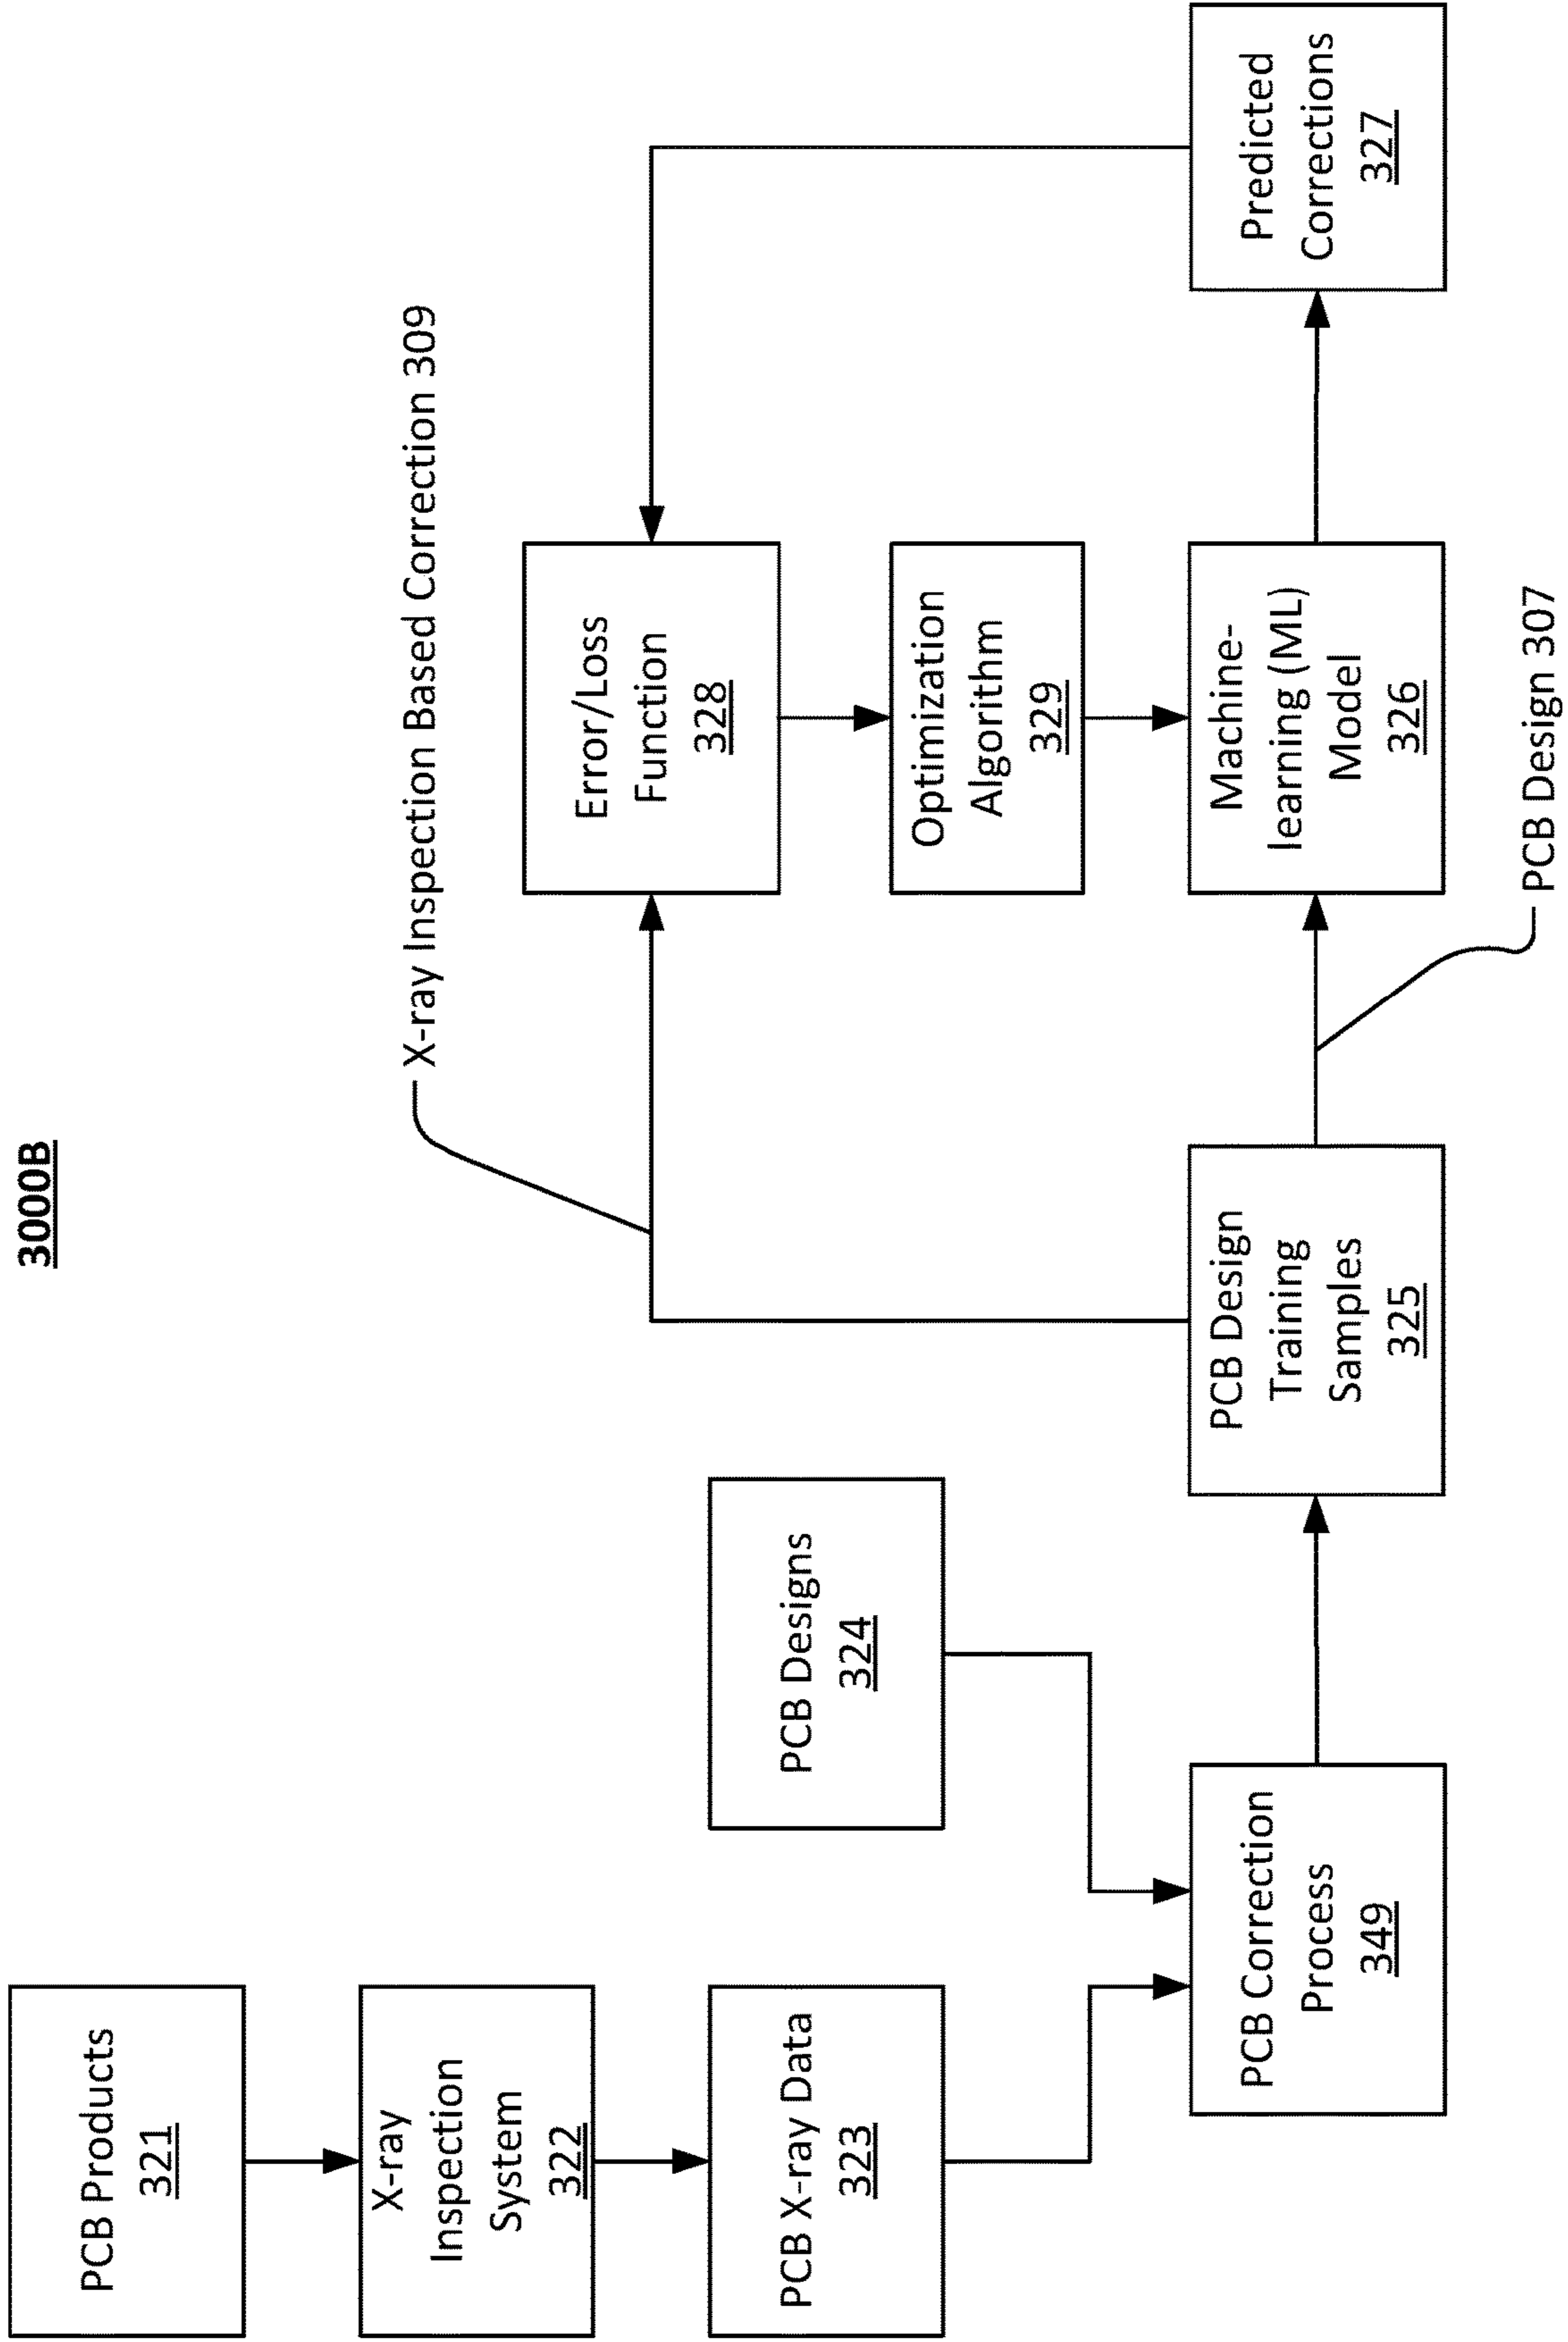 3000B
PCB Products
321
X-ray
Inspection
System
322
PCB X-ray Data
323
PCB Designs
324
PCB Correction
Process
349
PCB Design
Training
Samples
325
X-ray Inspection Based Correction 309
Error/Loss
Function
328
Optimization
Algorithm
329
Machine-
learning (ML)
Model
326
PCB Design 307
Predicted
Corrections
327